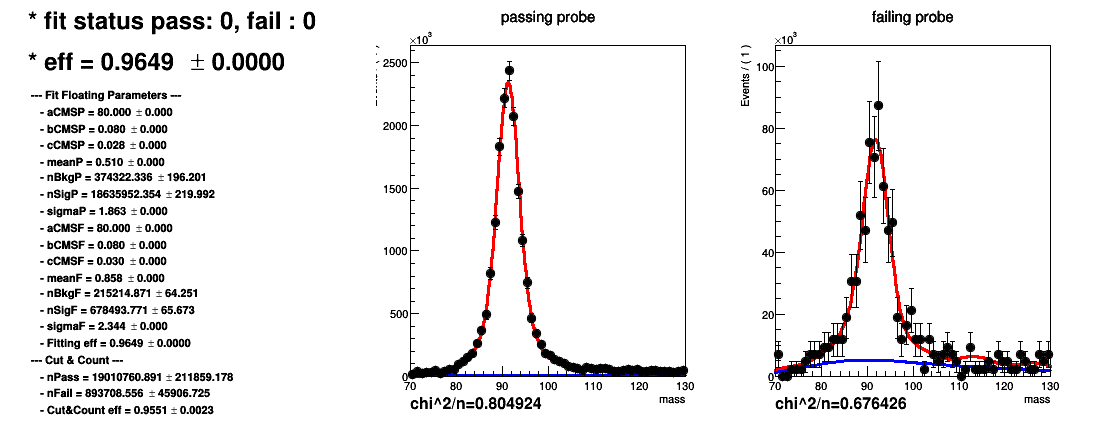 * fit status pass: 0, fail : 0
* eff = 0.9649 ± 0.0000
--- Fit Floating Parameters ---
- aCMSP = 80.000 ± 0.000
- bCMSP = 0.080 ± 0.000
- cCMSP = 0.028 ± 0.000
- meanP = 0.510 ± 0.000
- nBkgP = 374322.336 ± 196.201
- nSigP = 18635952.354 ± 219.992
- sigmaP = 1.863 ± 0.000
- aCMSF = 80.000 ± 0.000
- bCMSF = 0.080 ± 0.000
- cCMSF = 0.030 ± 0.000
- meanF = 0.858 ± 0.000
- nBkgF = 215214.871 ± 64.251
- nSigF = 678493.771 ± 65.673
- sigmaF = 2.344 ± 0.000
- Fitting eff = 0.9649 ± 0.0000
--- Cut & Count ---
- nPass = 19010760.891 ± 211859.178
- nFail = 893708.556 ± 45906.725
- Cut&Count eff = 0.9551 ± 0.0023
passing probe
×10³
2500
2000
1500
1000
500
0
70 80 90 100 110 120 130
mass
chi^2/n=0.804924
failing probe
×10³
Events / ( 1 )
100
80
60
40
20
0
70 80 90 100 110 120 130
mass
chi^2/n=0.676426